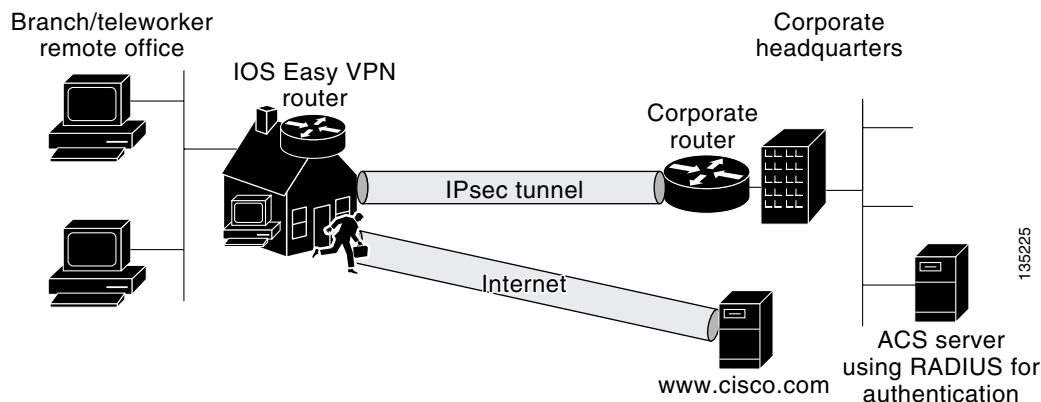 Branch/teleworker
remote office
IOS Easy VPN
router
Corporate
headquarters
Corporate
router
IPsec tunnel
Internet
www.cisco.com
ACS server
using RADIUS for
authentication
135225